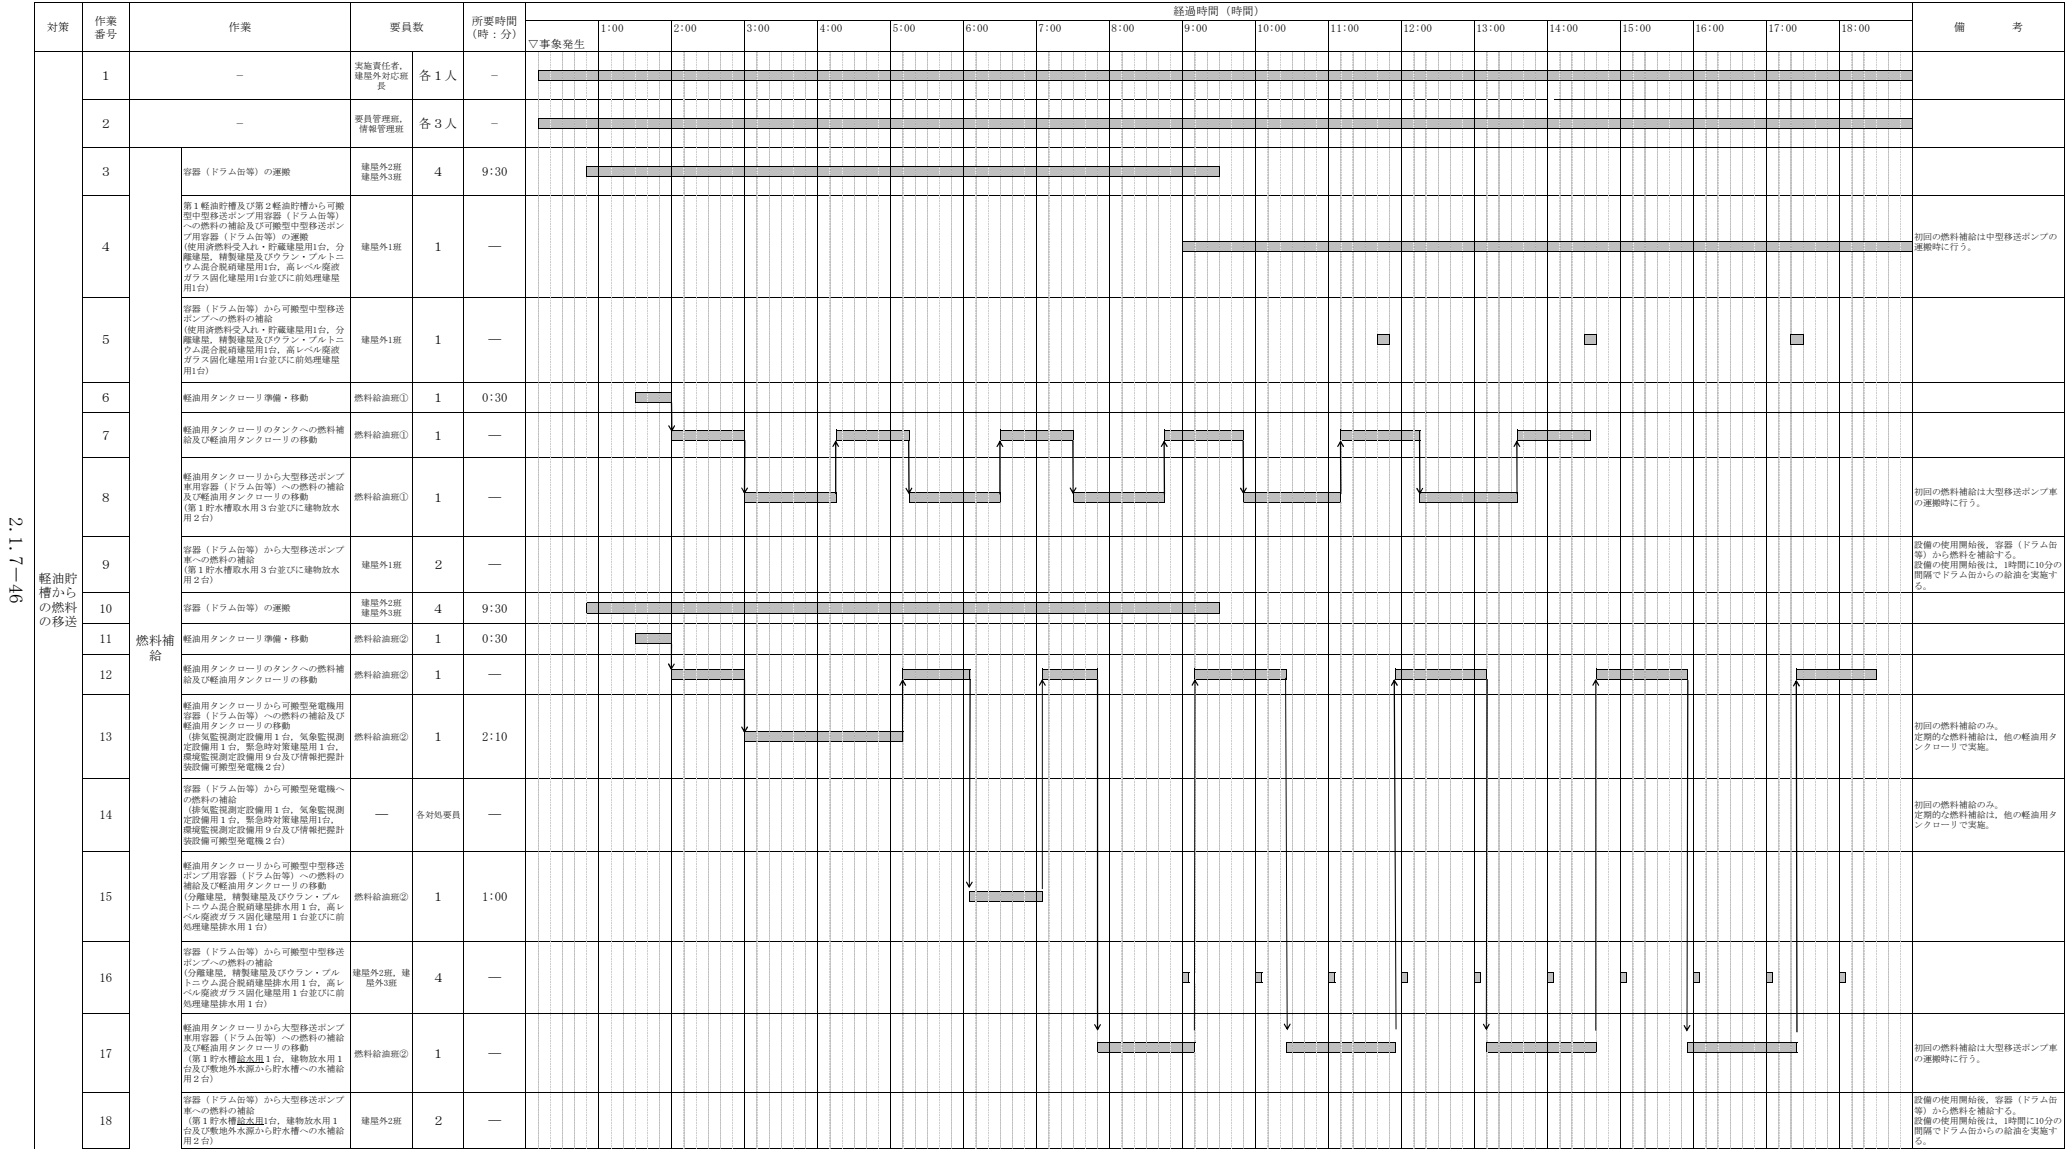 対策
作業
番号
作業
要員数
所要時間
(時：分)
経過時間（時間）
備　　　考
▽事象発生
1:00
2:00
3:00
4:00
5:00
6:00
7:00
8:00
9:00
10:00
11:00
12:00
13:00
14:00
15:00
16:00
17:00
18:00
2.1.7－46
軽油貯
槽から
の燃料
の移送
燃料補
給
1
－
実施責任者，
建屋外対応班
長
各１人
－
2
－
要員管理班，
情報管理班
各３人
－
3
容器（ドラム缶等）の運搬
建屋外2班
建屋外3班
4
9:30
4
第１軽油貯槽及び第２軽油貯槽から可搬
型中型移送ポンプ用容器（ドラム缶等）
への燃料の補給及び可搬型中型移送ポン
プ用容器（ドラム缶等）の運搬
(使用済燃料受入れ・貯蔵建屋用1台，分
離建屋，精製建屋及びウラン・プルトニ
ウム混合脱硝建屋用1台，高レベル廃液
ガラス固化建屋用1台並びに前処理建屋
用1台)
建屋外1班
1
―
初回の燃料補給は中型移送ポンプの
運搬時に行う。
5
容器（ドラム缶等）から可搬型中型移送
ポンプへの燃料の補給
(使用済燃料受入れ・貯蔵建屋用1台，分
離建屋，精製建屋及びウラン・プルトニ
ウム混合脱硝建屋用1台，高レベル廃液
ガラス固化建屋用1台並びに前処理建屋
用1台)
建屋外1班
1
―
6
軽油用タンクローリ準備・移動
燃料給油班①
1
0:30
7
軽油用タンクローリのタンクへの燃料補
給及び軽油用タンクローリの移動
燃料給油班①
1
―
8
軽油用タンクローリから大型移送ポンプ
車用容器（ドラム缶等）への燃料の補給
及び軽油用タンクローリの移動
(第１貯水槽取水用３台並びに建物放水
用２台)
燃料給油班①
1
―
初回の燃料補給は大型移送ポンプ車
の運搬時に行う。
9
容器（ドラム缶等）から大型移送ポンプ
車への燃料の補給
(第１貯水槽取水用３台並びに建物放水
用２台)
建屋外1班
2
―
設備の使用開始後，容器（ドラム缶
等）から燃料を補給する。
設備の使用開始後は，1時間に10分の
間隔でドラム缶からの給油を実施す
る。
10
容器（ドラム缶等）の運搬
建屋外2班
建屋外3班
4
9:30
11
軽油用タンクローリ準備・移動
燃料給油班②
1
0:30
12
軽油用タンクローリのタンクへの燃料補
給及び軽油用タンクローリの移動
燃料給油班②
1
―
13
軽油用タンクローリから可搬型発電機用
容器（ドラム缶等）への燃料の補給及び
軽油用タンクローリの移動
（排気監視測定設備用１台，気象監視測
定設備用１台，緊急時対策建屋用１台，
環境監視測定設備用９台及び情報把握計
装設備可搬型発電機２台）
燃料給油班②
1
2:10
初回の燃料補給のみ。
定期的な燃料補給は，他の軽油用タ
ンクローリで実施。
14
容器（ドラム缶等）から可搬型発電機へ
の燃料の補給
（排気監視測定設備用１台，気象監視測
定設備用１台，緊急時対策建屋用1台，
環境監視測定設備用９台及び情報把握計
装設備可搬型発電機２台）
―
各対処要員
―
初回の燃料補給のみ。
定期的な燃料補給は，他の軽油用タ
ンクローリで実施。
15
軽油用タンクローリから可搬型中型移送
ポンプ用容器（ドラム缶等）への燃料の
補給及び軽油用タンクローリの移動
(分離建屋，精製建屋及びウラン・プル
トニウム混合脱硝建屋排水用１台，高レ
ベル廃液ガラス固化建屋用１台並びに前
処理建屋排水用１台)
燃料給油班②
1
1:00
16
容器（ドラム缶等）から可搬型中型移送
ポンプへの燃料の補給
(分離建屋，精製建屋及びウラン・プル
トニウム混合脱硝建屋排水用１台，高レ
ベル廃液ガラス固化建屋用１台並びに前
処理建屋排水用１台)
建屋外2班，建
屋外3班
4
―
17
軽油用タンクローリから大型移送ポンプ
車用容器（ドラム缶等）への燃料の補給
及び軽油用タンクローリの移動
（第１貯水槽給水用１台，建物放水用１
台及び敷地外水源から貯水槽への水補給
用２台）
燃料給油班②
1
―
初回の燃料補給は大型移送ポンプ車
の運搬時に行う。
18
容器（ドラム缶等）から大型移送ポンプ
車への燃料の補給
（第１貯水槽給水用1台，建物放水用１
台及び敷地外水源から貯水槽への水補給
用２台）
建屋外2班
2
―
設備の使用開始後，容器（ドラム缶
等）から燃料を補給する。
設備の使用開始後は，1時間に10分の
間隔でドラム缶からの給油を実施す
る。